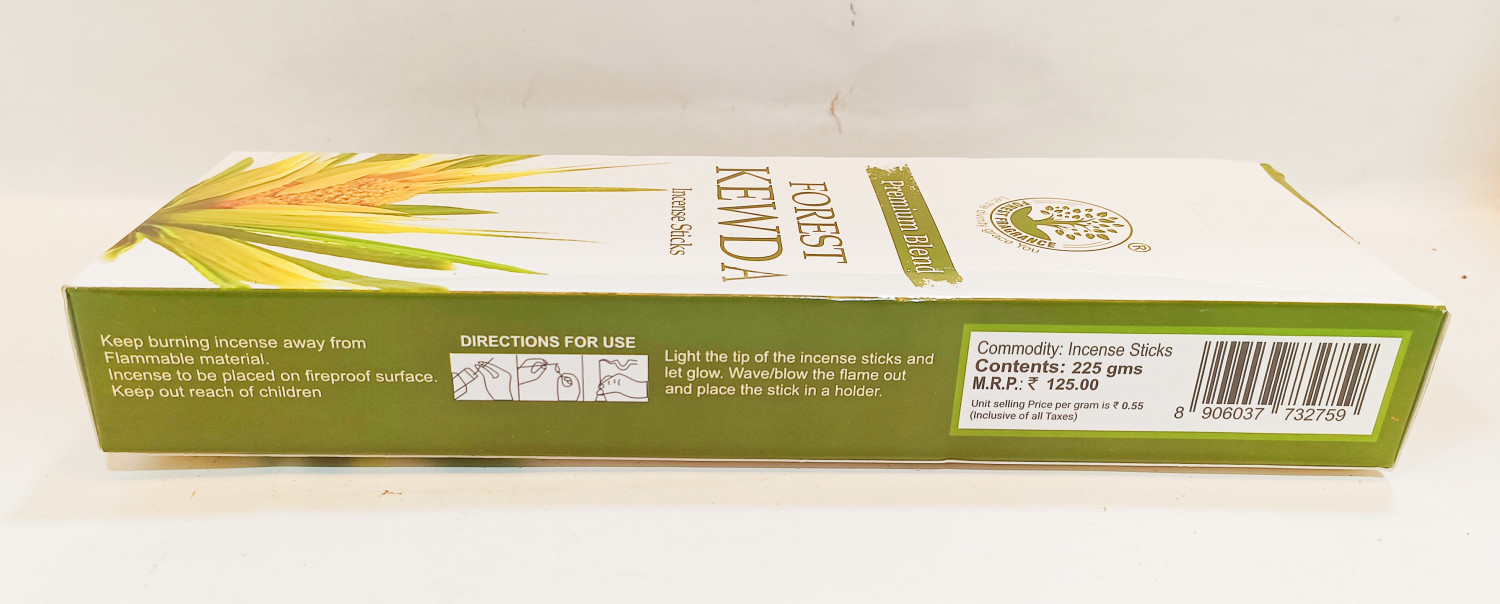 FOREST FRAGRANCE
®
Premium Blend
FOREST
KEWDA
Incense Sticks
Keep burning incense away from
Flammable material.
Incense to be placed on fireproof surface.
Keep out reach of children
DIRECTIONS FOR USE
Light the tip of the incense sticks and
let glow. Wave/blow the flame out
and place the stick in a holder.
Commodity: Incense Sticks
Contents: 225 gms
M.R.P.: ₹ 125.00
Unit selling Price per gram is ₹ 0.55
(Inclusive of all Taxes)
8 906037 732759